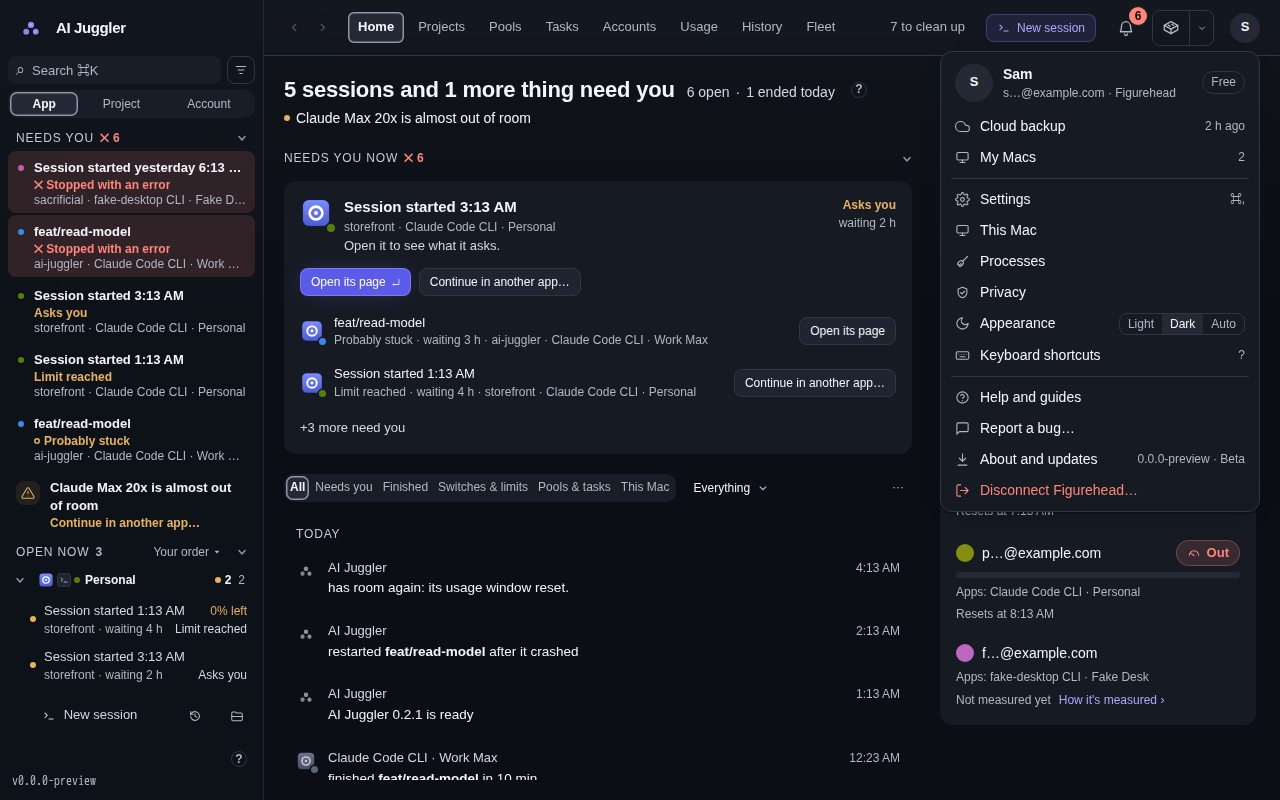 AI Juggler
Search ⌘K
App
Project
Account
NEEDS YOU 6
Session started yesterday 6:13 …
Stopped with an error
sacrificial · fake-desktop CLI · Fake D…
feat/read-model
Stopped with an error
ai-juggler · Claude Code CLI · Work …
Session started 3:13 AM
Asks you
storefront · Claude Code CLI · Personal
Session started 1:13 AM
Limit reached
storefront · Claude Code CLI · Personal
feat/read-model
Probably stuck
ai-juggler · Claude Code CLI · Work …
Claude Max 20x is almost out
of room
Continue in another app…
OPEN NOW 3
Your order
Personal
2 2
Session started 1:13 AM
0% left
storefront · waiting 4 h
Limit reached
Session started 3:13 AM
storefront · waiting 2 h
Asks you
New session
?
v0.0.0-preview
Home
Projects
Pools
Tasks
Accounts
Usage
History
Fleet
7 to clean up
New session
6
S
5 sessions and 1 more thing need you
6 open · 1 ended today
?
Claude Max 20x is almost out of room
NEEDS YOU NOW 6
Session started 3:13 AM
Asks you
storefront · Claude Code CLI · Personal
waiting 2 h
Open it to see what it asks.
Open its page
Continue in another app…
feat/read-model
Probably stuck · waiting 3 h · ai-juggler · Claude Code CLI · Work Max
Open its page
Session started 1:13 AM
Limit reached · waiting 4 h · storefront · Claude Code CLI · Personal
Continue in another app…
+3 more need you
All
Needs you
Finished
Switches & limits
Pools & tasks
This Mac
Everything
…
TODAY
AI Juggler
4:13 AM
has room again: its usage window reset.
AI Juggler
2:13 AM
restarted feat/read-model after it crashed
AI Juggler
1:13 AM
AI Juggler 0.2.1 is ready
Claude Code CLI · Work Max
12:23 AM
finished feat/read-model in 10 min
S
Sam
s…@example.com · Figurehead
Free
Cloud backup
2 h ago
My Macs
2
Settings
⌘,
This Mac
Processes
Privacy
Appearance
Light
Dark
Auto
Keyboard shortcuts
?
Help and guides
Report a bug…
About and updates
0.0.0-preview · Beta
Disconnect Figurehead…
Resets at 7:13 AM
p…@example.com
Out
Apps: Claude Code CLI · Personal
Resets at 8:13 AM
f…@example.com
Apps: fake-desktop CLI · Fake Desk
Not measured yet
How it's measured ›